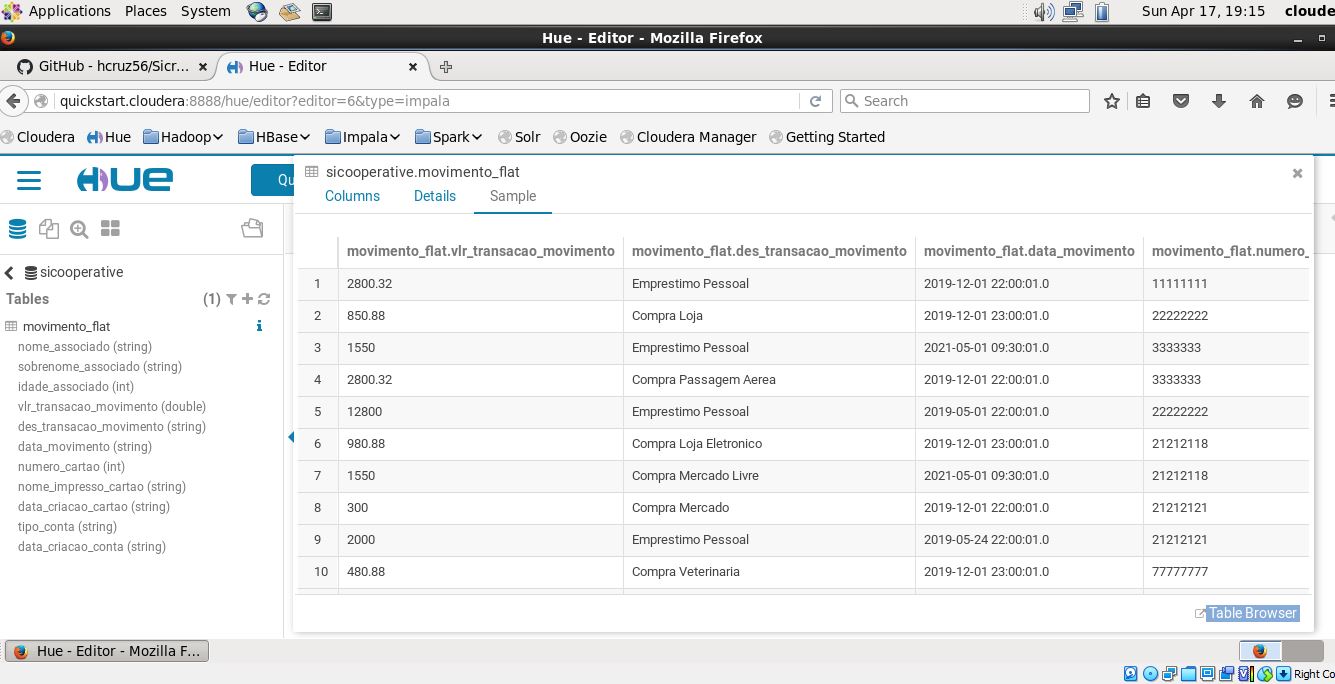 Applications Places System Sun Apr 17, 19:15 cloude
Hue - Editor - Mozilla Firefox
GitHub - hcruz56/Sicr... Hue - Editor
quickstart.cloudera:8888/hue/editor?editor=6&type=impala Search
Cloudera Hue Hadoop HBase Impala Spark Solr Oozie Cloudera Manager Getting Started
HUE Qu
sicooperative.movimento_flat
Columns Details Sample
sicooperative
Tables (1)
movimento_flat
nome_associado (string)
sobrenome_associado (string)
idade_associado (int)
vlr_transacao_movimento (double)
des_transacao_movimento (string)
data_movimento (string)
numero_cartao (int)
nome_impresso_cartao (string)
data_criacao_cartao (string)
tipo_conta (string)
data_criacao_conta (string)
movimento_flat.vlr_transacao_movimento movimento_flat.des_transacao_movimento movimento_flat.data_movimento movimento_flat.numero_
1 2800.32 Emprestimo Pessoal 2019-12-01 22:00:01.0 11111111
2 850.88 Compra Loja 2019-12-01 23:00:01.0 22222222
3 1550 Emprestimo Pessoal 2021-05-01 09:30:01.0 3333333
4 2800.32 Compra Passagem Aerea 2019-12-01 22:00:01.0 3333333
5 12800 Emprestimo Pessoal 2019-05-01 22:00:01.0 22222222
6 980.88 Compra Loja Eletronico 2019-12-01 23:00:01.0 21212118
7 1550 Compra Mercado Livre 2021-05-01 09:30:01.0 21212118
8 300 Compra Mercado 2019-12-01 22:00:01.0 21212121
9 2000 Emprestimo Pessoal 2019-05-24 22:00:01.0 21212121
10 480.88 Compra Veterinaria 2019-12-01 23:00:01.0 77777777
Table Browser
Hue - Editor - Mozilla F...
Right Co